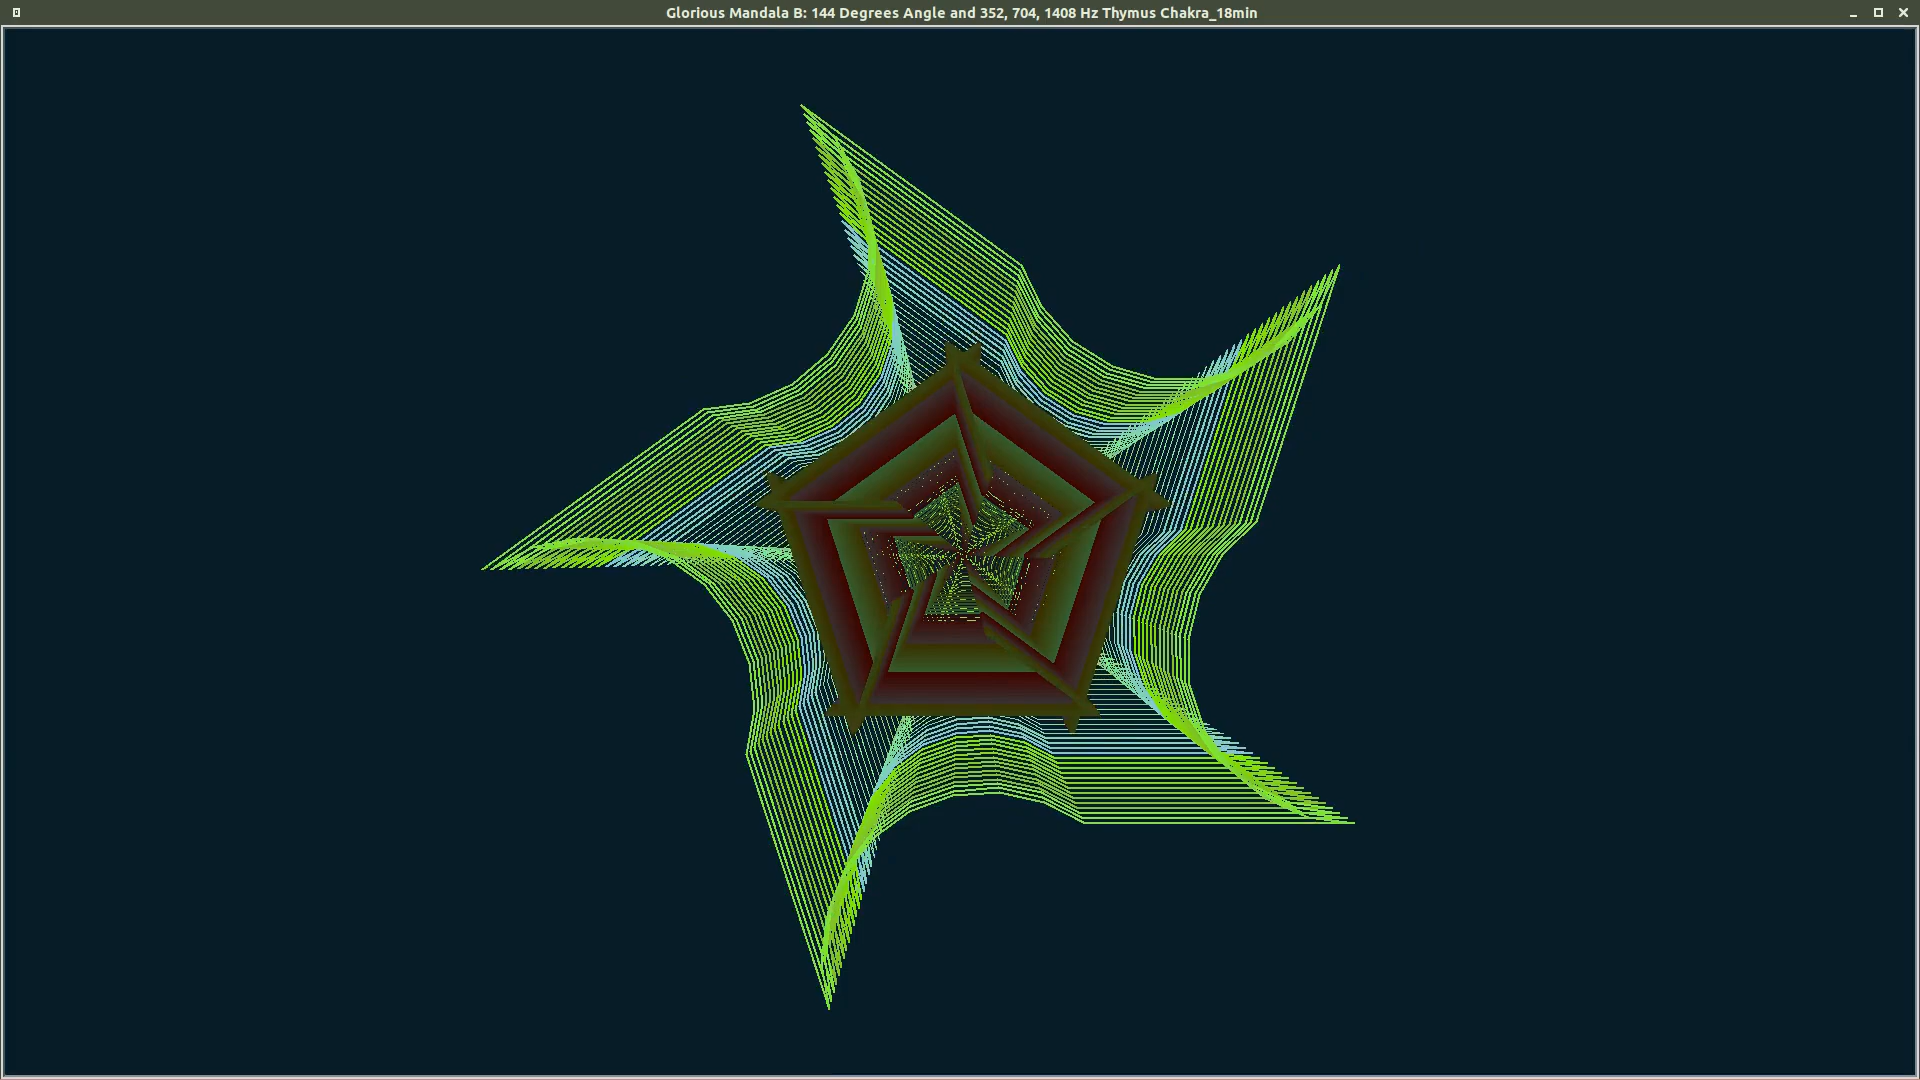 Glorious Mandala B: 144 Degrees Angle and 352, 704, 1408 Hz Thymus Chakra_18min